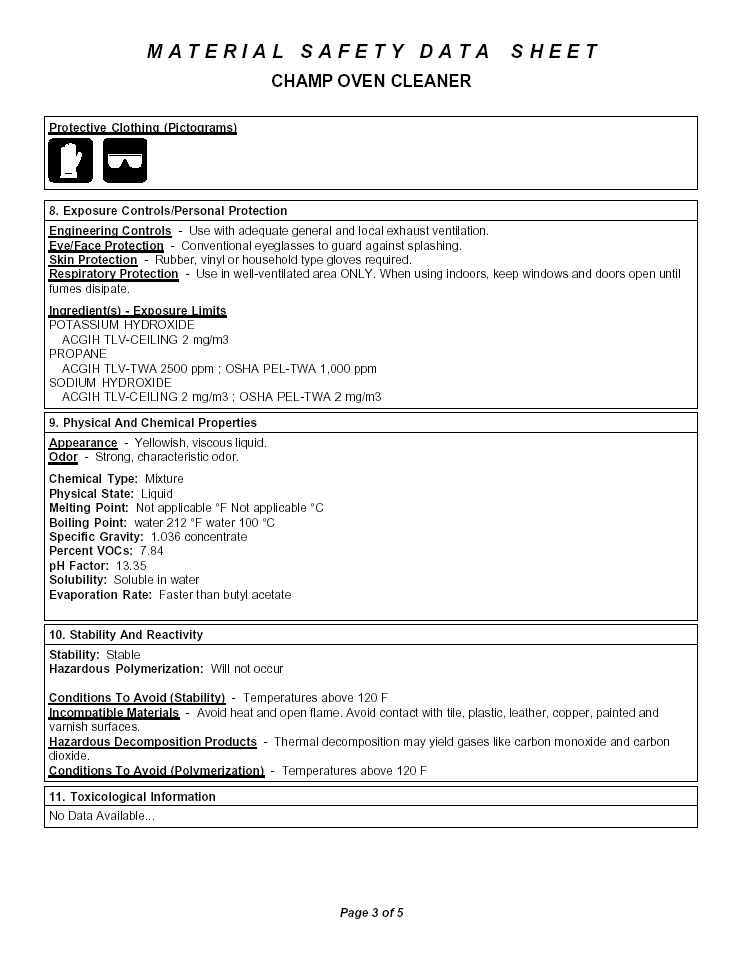 MATERIAL SAFETY DATA SHEET
CHAMP OVEN CLEANER
Protective Clothing (Pictograms)
8. Exposure Controls/Personal Protection
Engineering Controls - Use with adequate general and local exhaust ventilation.
Eye/Face Protection - Conventional eyeglasses to guard against splashing.
Skin Protection - Rubber, vinyl or household type gloves required.
Respiratory Protection - Use in well-ventilated area ONLY. When using indoors, keep windows and doors open until
fumes disipate.
Ingredient(s) - Exposure Limits
POTASSIUM HYDROXIDE
ACGIH TLV-CEILING 2 mg/m3
PROPANE
ACGIH TLV-TWA 2500 ppm ; OSHA PEL-TWA 1,000 ppm
SODIUM HYDROXIDE
ACGIH TLV-CEILING 2 mg/m3 ; OSHA PEL-TWA 2 mg/m3
9. Physical And Chemical Properties
Appearance - Yellowish, viscous liquid.
Odor - Strong, characteristic odor.
Chemical Type: Mixture
Physical State: Liquid
Melting Point: Not applicable °F Not applicable °C
Boiling Point: water 212 °F water 100 °C
Specific Gravity: 1.036 concentrate
Percent VOCs: 7.84
pH Factor: 13.35
Solubility: Soluble in water
Evaporation Rate: Faster than butyl acetate
10. Stability And Reactivity
Stability: Stable
Hazardous Polymerization: Will not occur
Conditions To Avoid (Stability) - Temperatures above 120 F
Incompatible Materials - Avoid heat and open flame. Avoid contact with tile, plastic, leather, copper, painted and
varnish surfaces.
Hazardous Decomposition Products - Thermal decomposition may yield gases like carbon monoxide and carbon
dioxide.
Conditions To Avoid (Polymerization) - Temperatures above 120 F
11. Toxicological Information
No Data Available...
Page 3 of 5